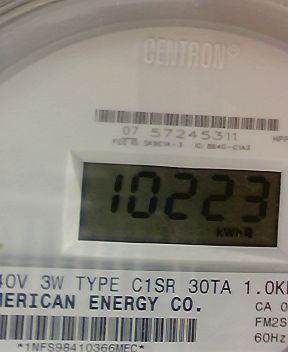 CENTRON®
07 57245311
10223
kWh
40V 3W TYPE C1SR 30TA 1.0K
MERICAN ENERGY CO.
CA 0
FM2S
60Hz
*1NFS98410366MEC*